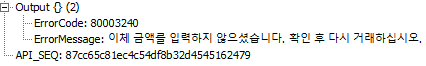 Output {} (2)
ErrorCode: 80003240
ErrorMessage: 이체 금액를 입력하지 않으셨습니다. 확인 후 다시 거래하십시오.
API_SEQ: 87cc65c81ec4c54df8b32d4545162479